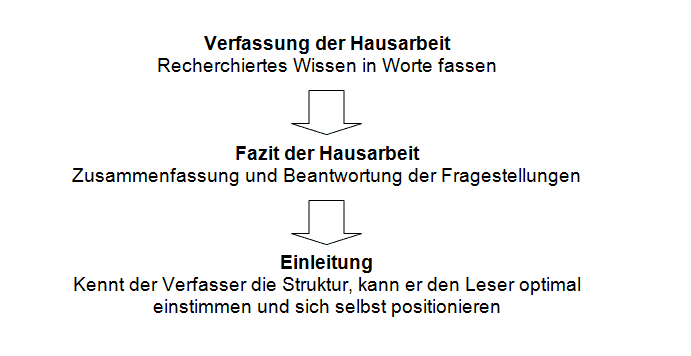 Verfassung der Hausarbeit
Recherchiertes Wissen in Worte fassen
Fazit der Hausarbeit
Zusammenfassung und Beantwortung der Fragestellungen
Einleitung
Kennt der Verfasser die Struktur, kann er den Leser optimal
einstimmen und sich selbst positionieren